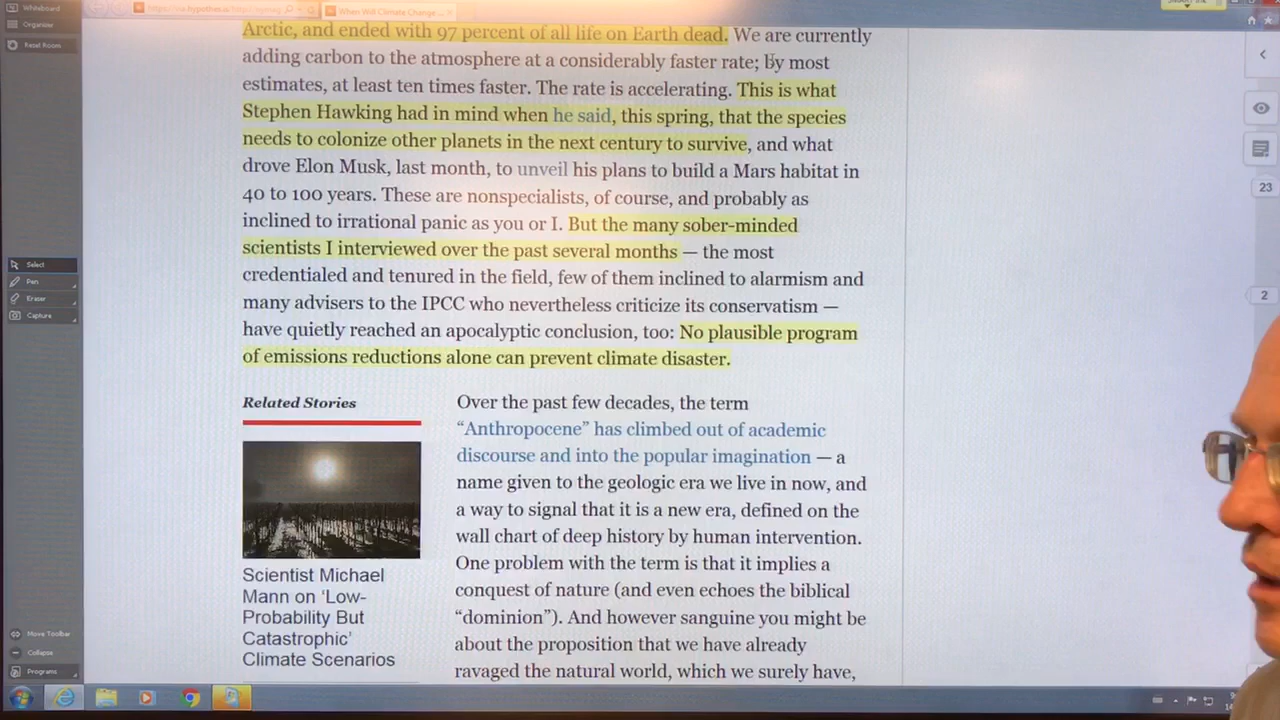 Whiteboard
Organiser
Reset Room
When Will Climate Change ...
Arctic, and ended with 97 percent of all life on Earth dead. We are currently
adding carbon to the atmosphere at a considerably faster rate; by most
estimates, at least ten times faster. The rate is accelerating. This is what
Stephen Hawking had in mind when he said, this spring, that the species
needs to colonize other planets in the next century to survive, and what
drove Elon Musk, last month, to unveil his plans to build a Mars habitat in
40 to 100 years. These are nonspecialists, of course, and probably as
inclined to irrational panic as you or I. But the many sober-minded
scientists I interviewed over the past several months — the most
credentialed and tenured in the field, few of them inclined to alarmism and
many advisers to the IPCC who nevertheless criticize its conservatism —
have quietly reached an apocalyptic conclusion, too: No plausible program
of emissions reductions alone can prevent climate disaster.
23
2
Select
Pen
Eraser
Capture
Related Stories
Scientist Michael
Mann on ‘Low-
Probability But
Catastrophic’
Climate Scenarios
Over the past few decades, the term
“Anthropocene” has climbed out of academic
discourse and into the popular imagination — a
name given to the geologic era we live in now, and
a way to signal that it is a new era, defined on the
wall chart of deep history by human intervention.
One problem with the term is that it implies a
conquest of nature (and even echoes the biblical
“dominion”). And however sanguine you might be
about the proposition that we have already
ravaged the natural world, which we surely have,
Move Toolbar
Collapse
Programs